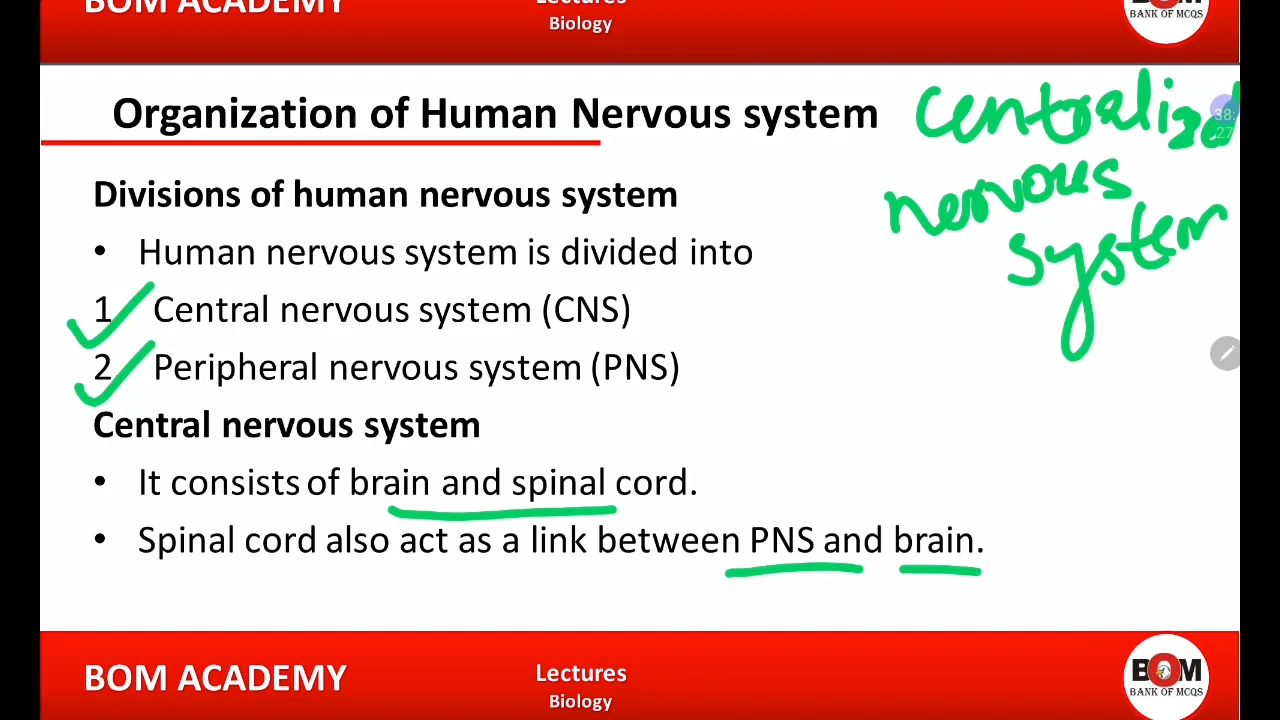 BOM ACADEMY
Lectures
Biology
BOM
BANK OF MCQS
Organization of Human Nervous system
centralized
nervous
system
38:
27
Divisions of human nervous system
• Human nervous system is divided into
1 Central nervous system (CNS)
2 Peripheral nervous system (PNS)
Central nervous system
• It consists of brain and spinal cord.
• Spinal cord also act as a link between PNS and brain.
BOM ACADEMY
Lectures
Biology
BOM
BANK OF MCQS